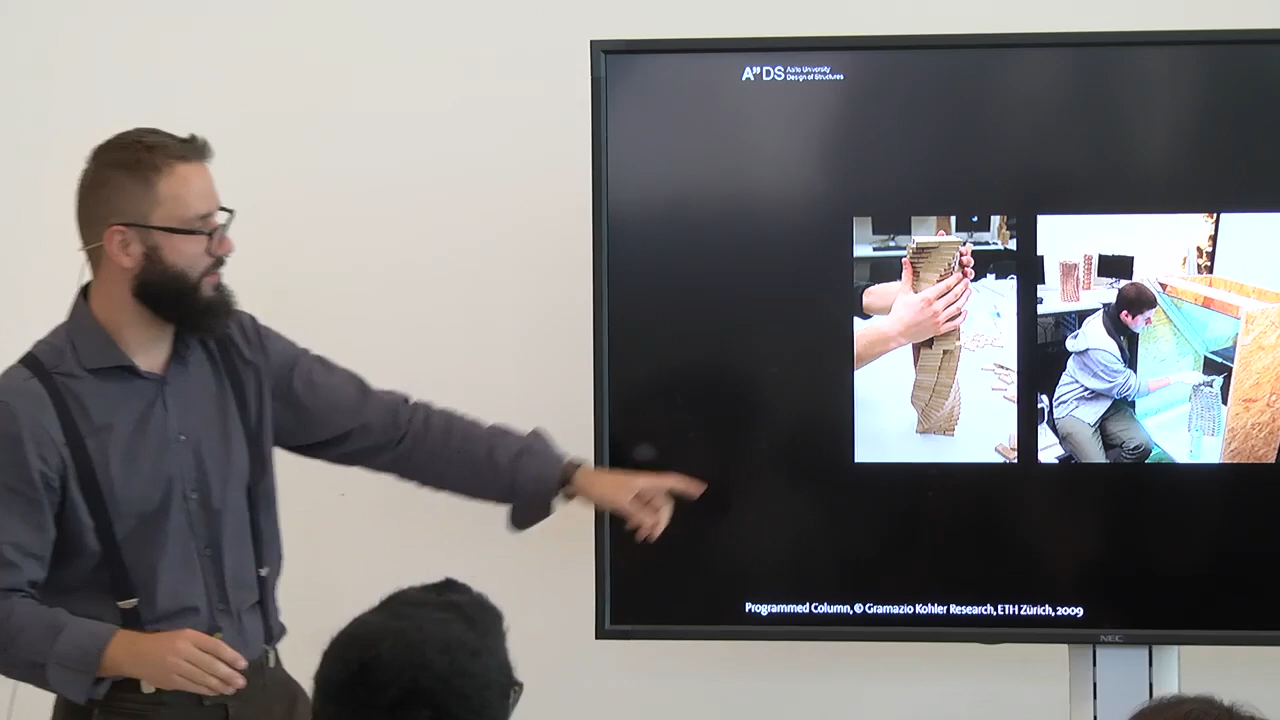 A" DS Aalto University
Design of Structures
Programmed Column, © Gramazio Kohler Research, ETH Zürich, 2009
NEC